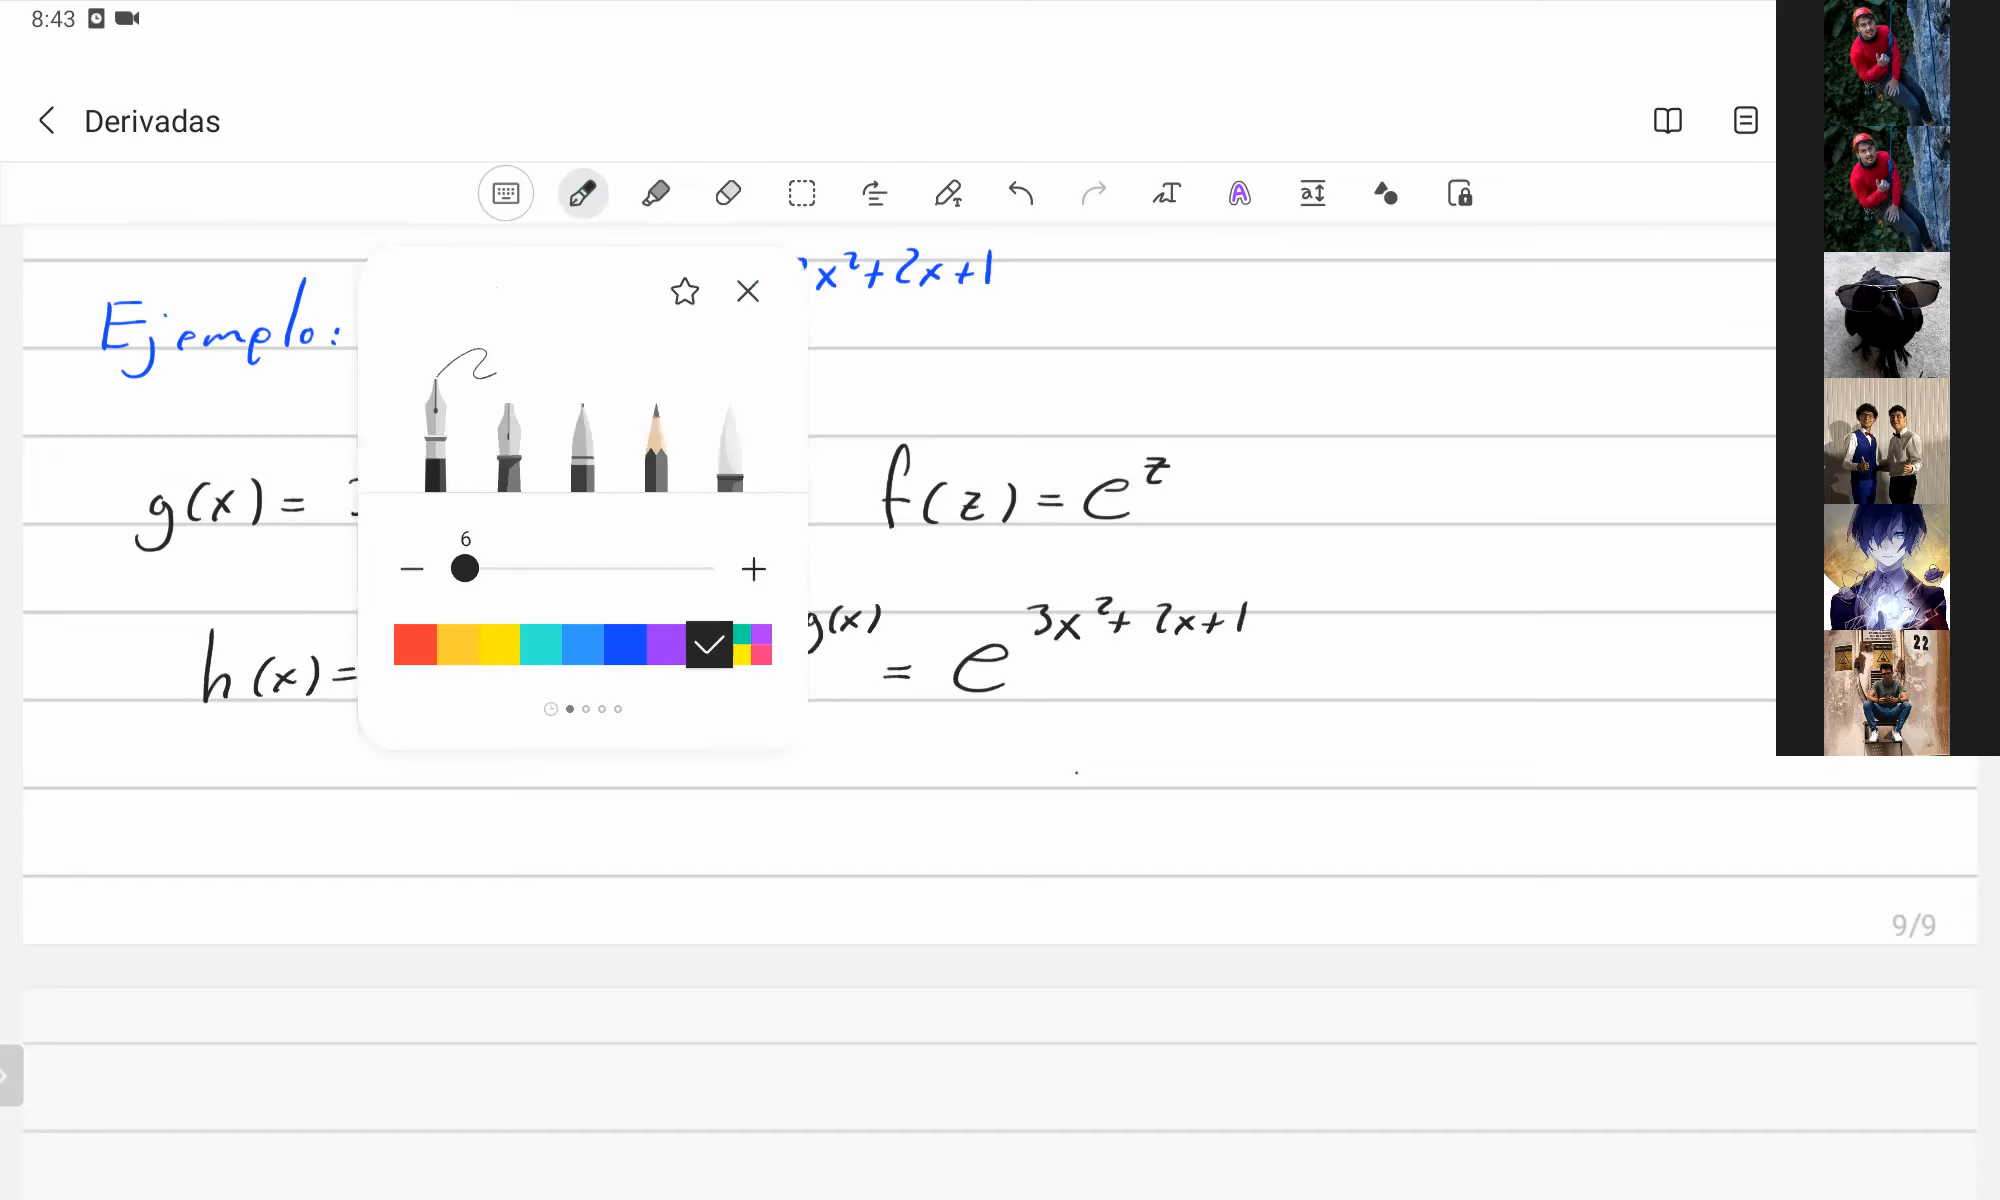 8:43
Derivadas
Ejemplo: x²+2x+1
g(x) = f(z) = e^z
6
h(x) = g(x) = e^3x²+2x+1
9/9
22